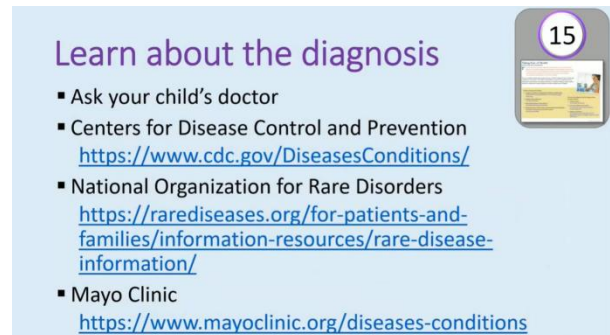 15
Learn about the diagnosis
▪ Ask your child's doctor
▪ Centers for Disease Control and Prevention
https://www.cdc.gov/DiseasesConditions/
▪ National Organization for Rare Disorders
https://rarediseases.org/for-patients-and-
families/information-resources/rare-disease-
information/
▪ Mayo Clinic
https://www.mayoclinic.org/diseases-conditions